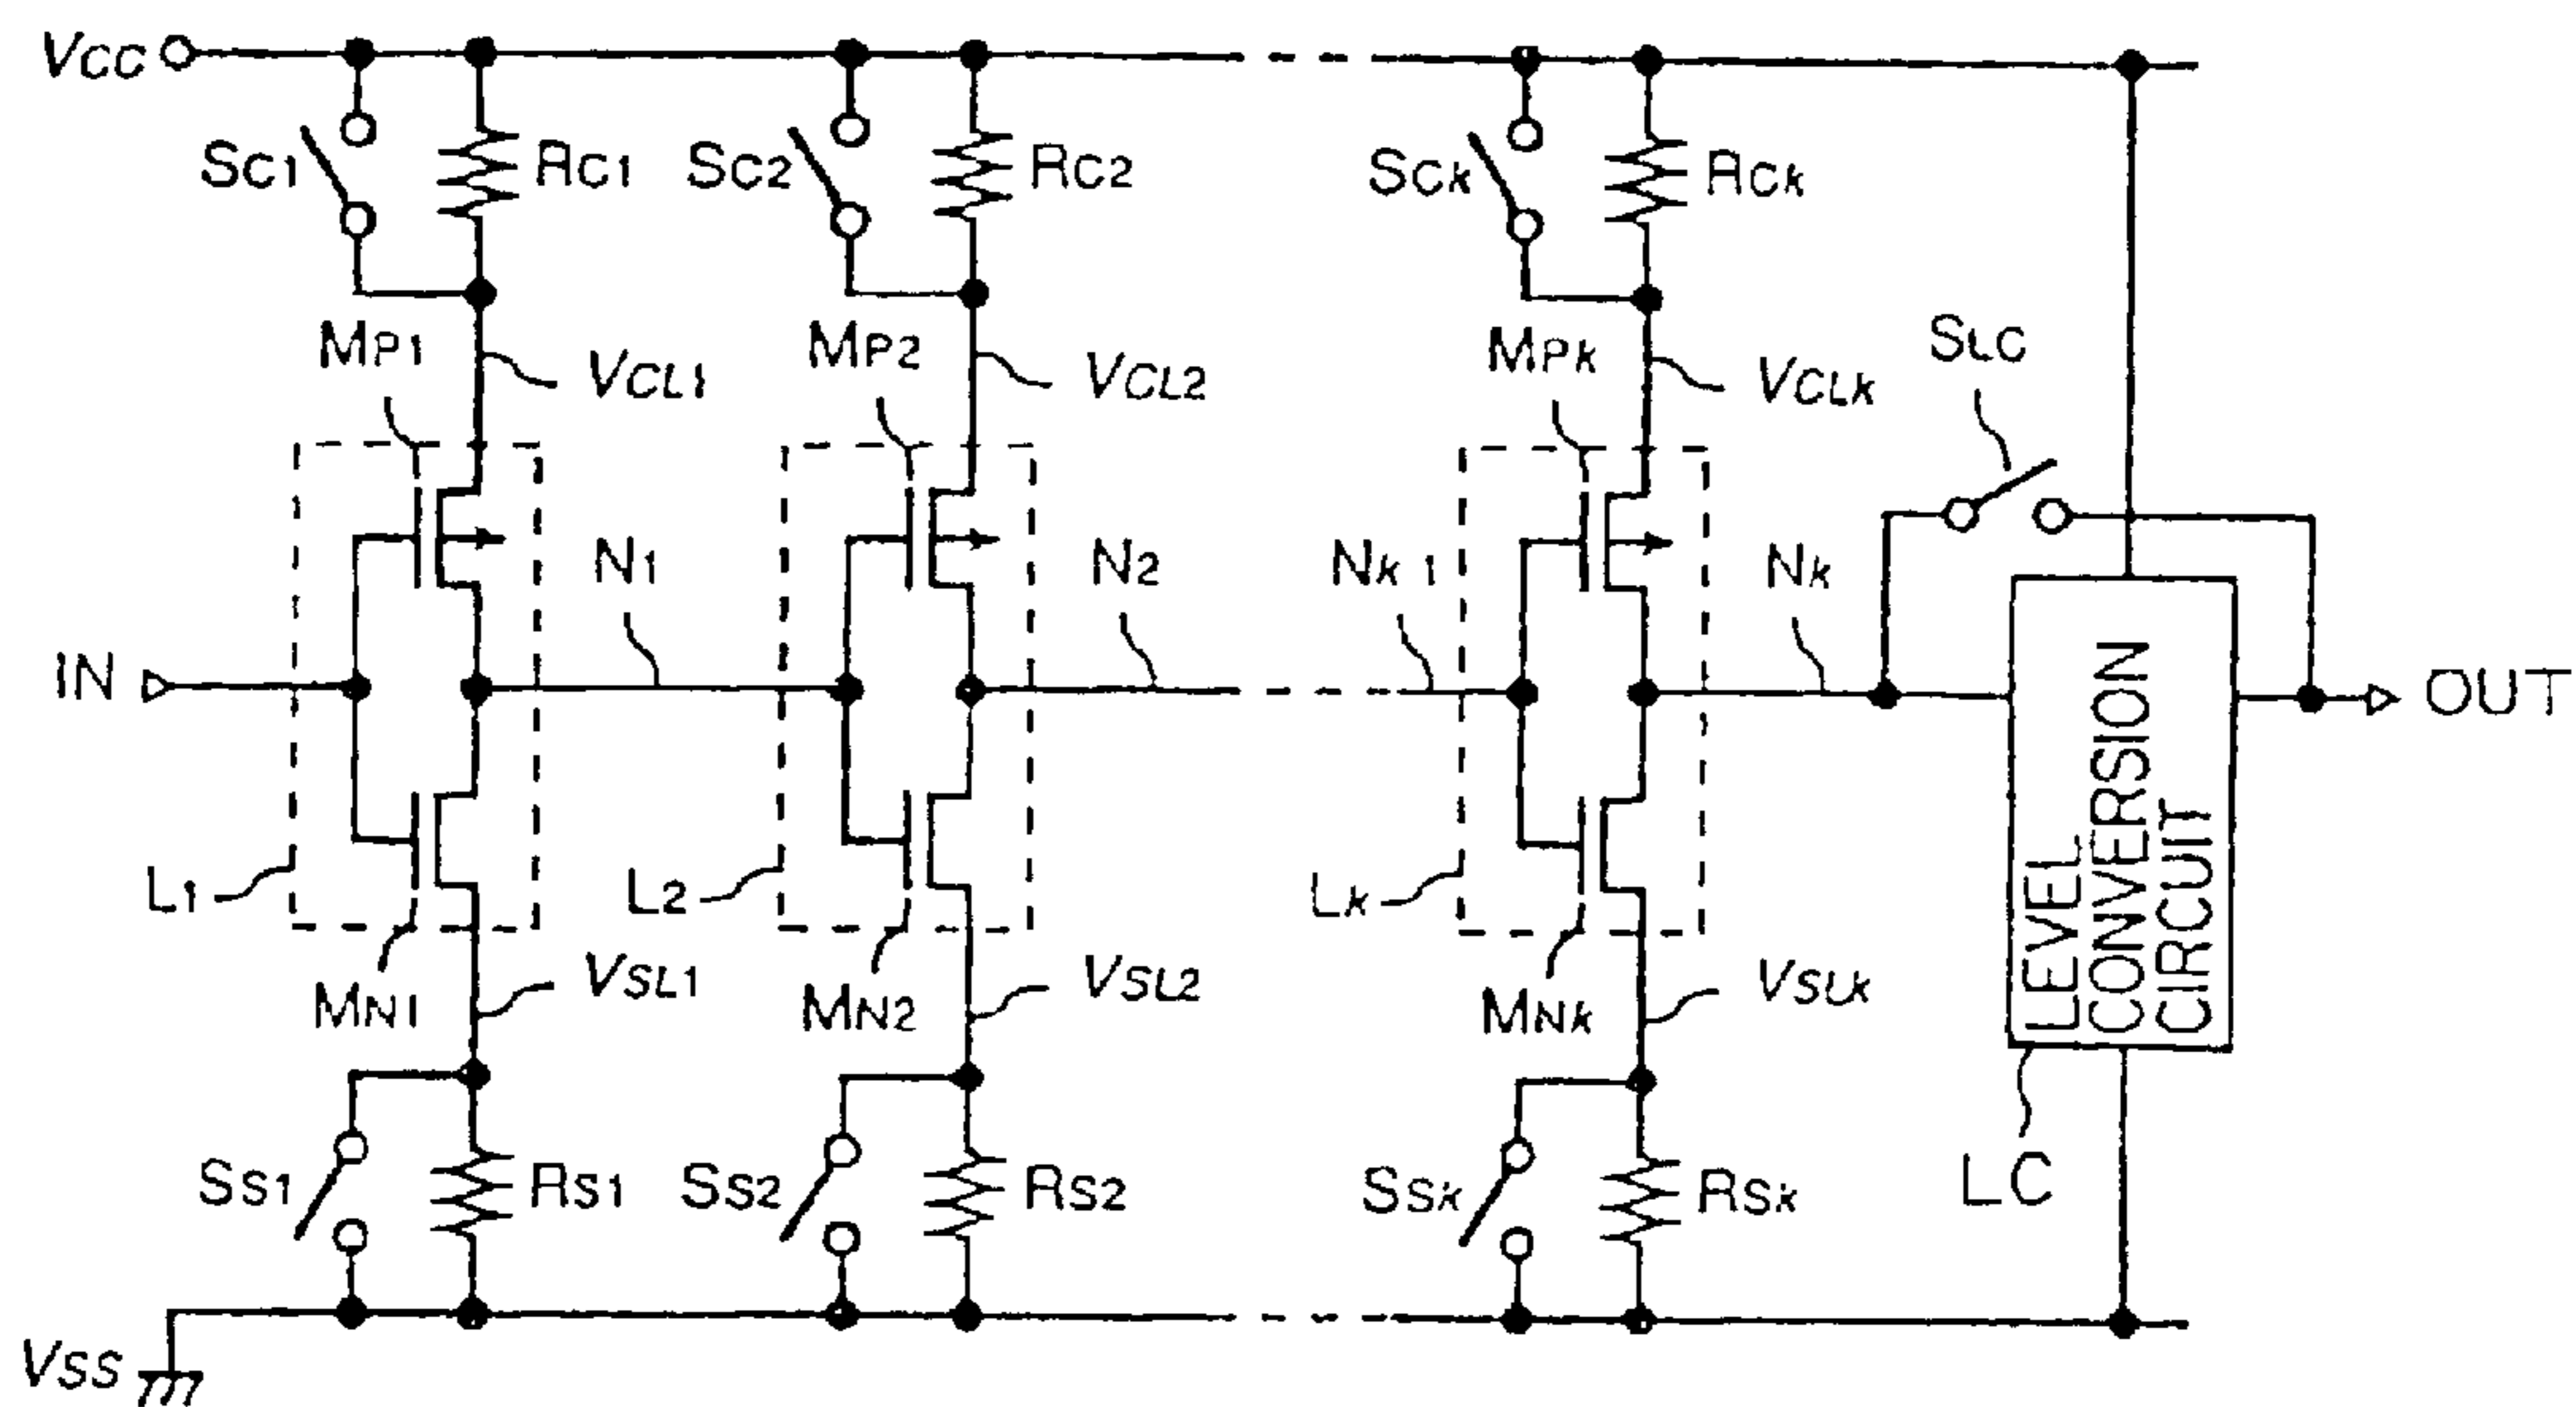 VCC
SC1
RC1
SC2
RC2
SCk
RCk
MP1
VCL1
MP2
VCL2
MPk
VCLk
SLC
IN
N1
N2
Nk 1
Nk
OUT
LEVEL
CONVERSION
CIRCUIT
L1
L2
Lk
MN1
VSL1
MN2
VSL2
MNk
VSLk
SS1
RS1
SS2
RS2
SSk
RSk
LC
VSS